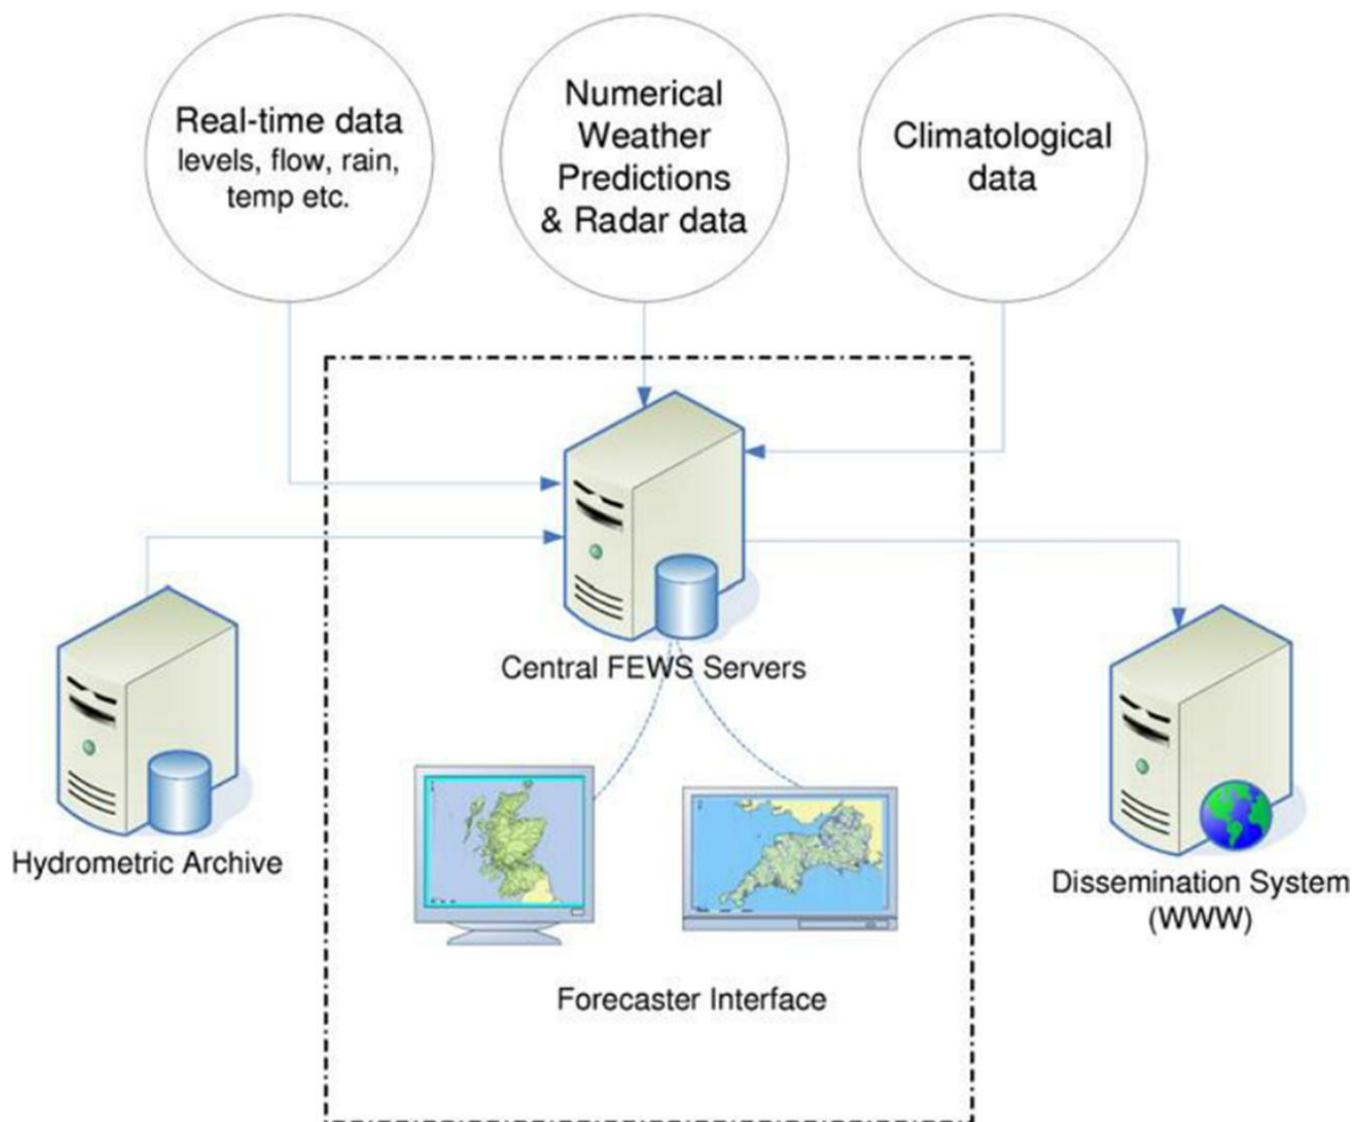 Real-time data
levels, flow, rain,
temp etc.
Numerical
Weather
Predictions
& Radar data
Climatological
data
Central FEWS Servers
Hydrometric Archive
Dissemination System
(WWW)
Forecaster Interface